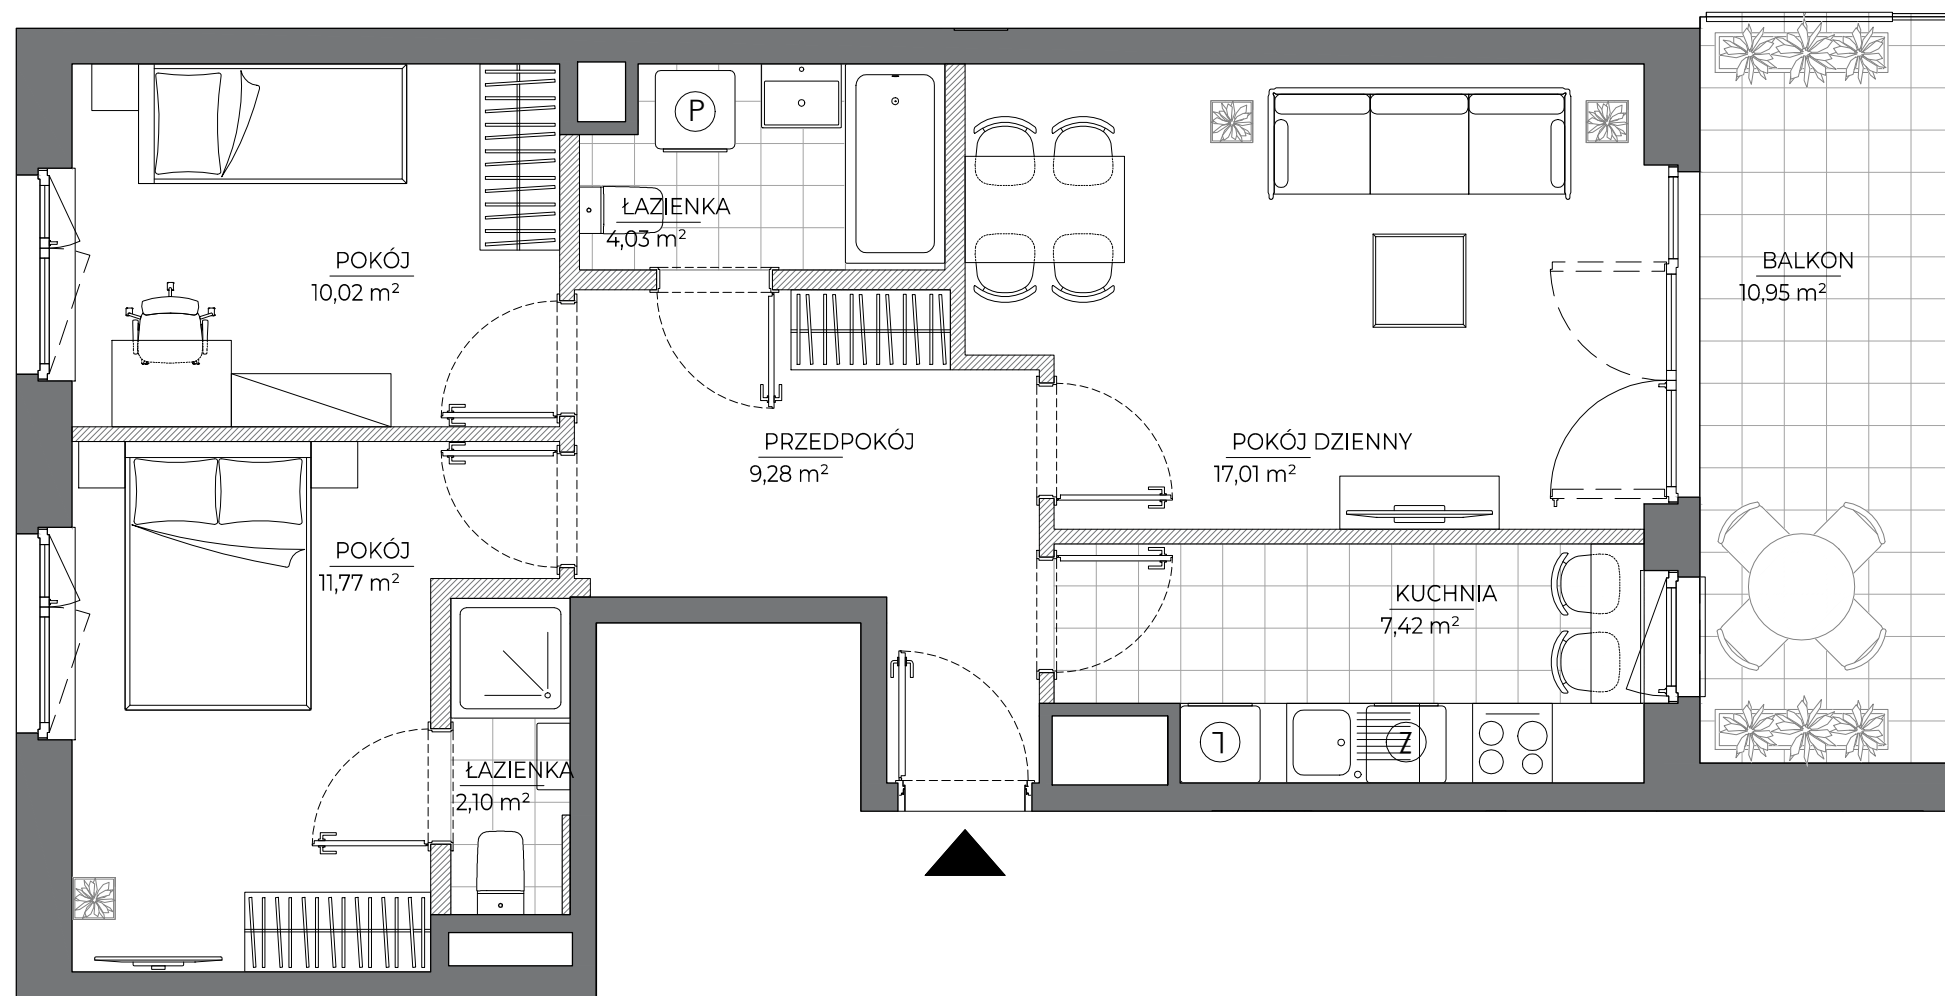 P
ŁAZIENKA
4,03 m²
POKÓJ
10,02 m²
BALKON
10,95 m²
PRZEDPOKÓJ
9,28 m²
POKÓJ DZIENNY
17,01 m²
POKÓJ
11,77 m²
KUCHNIA
7,42 m²
L
Z
ŁAZIENKA
2,10 m²